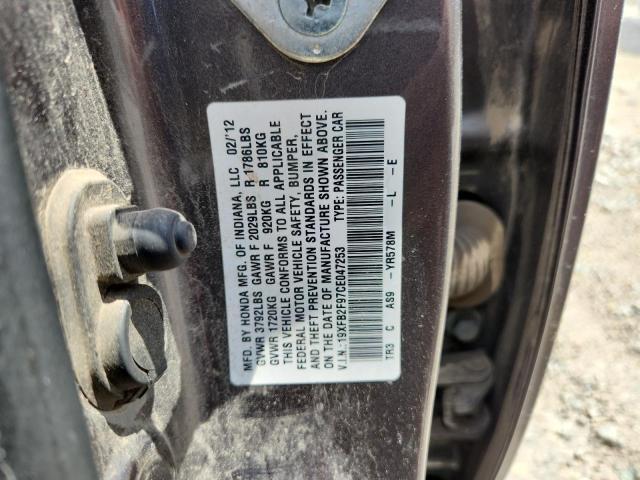 MFD. BY HONDA MFG. OF INDIANA, LLC 02/'12
GVWR 3792LBS GAWR F 2029LBS R 1786LBS
GVWR 1720KG GAWR F 920KG R 810KG
THIS VEHICLE CONFORMS TO ALL APPLICABLE
FEDERAL MOTOR VEHICLE SAFETY, BUMPER,
AND THEFT PREVENTION STANDARDS IN EFFECT
ON THE DATE OF MANUFACTURE SHOWN ABOVE.
V.I.N.:19XFB2F97CE047253 TYPE: PASSENGER CAR
TR3 C AS9 -YR578M -L -E